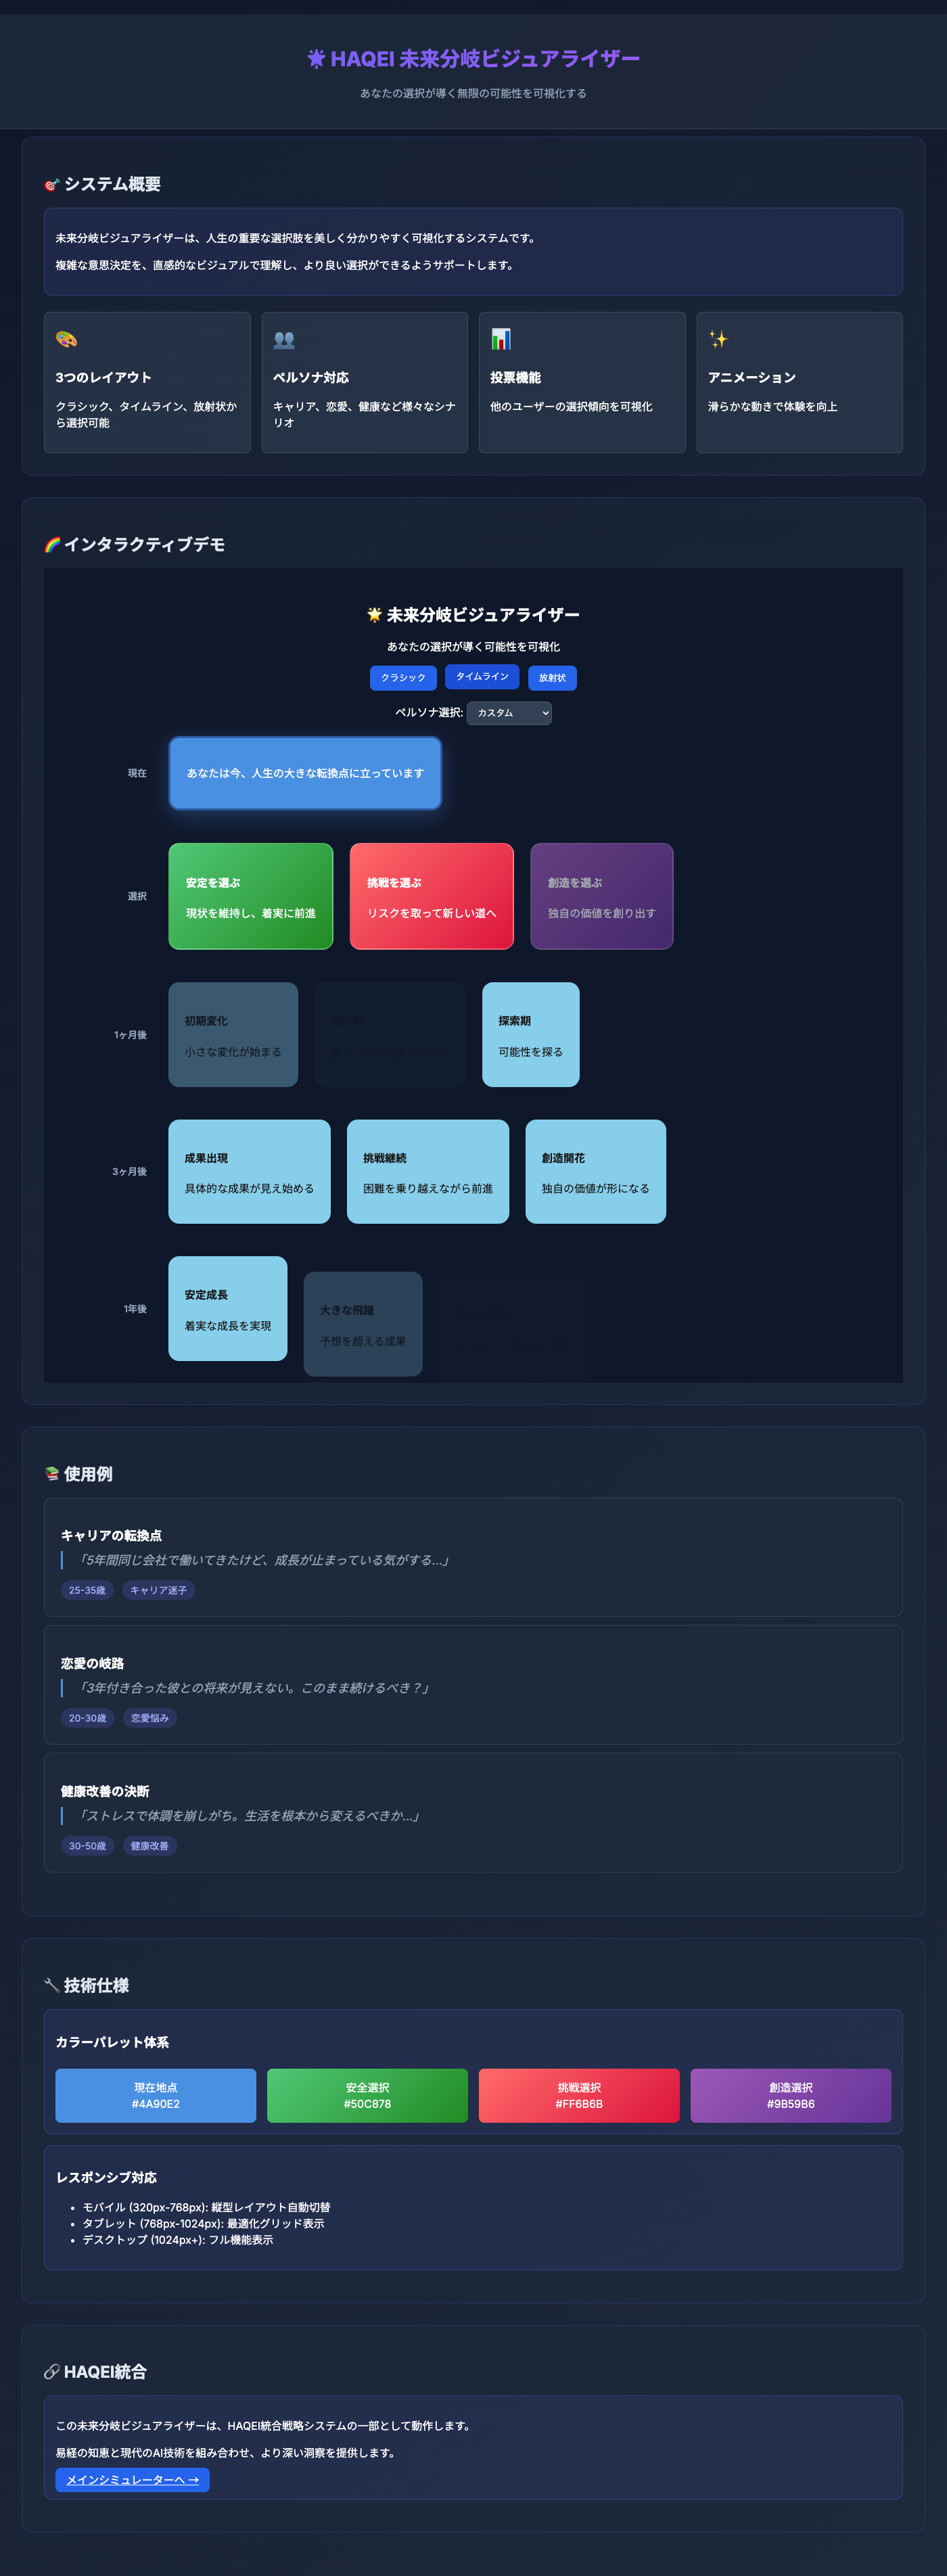 🌟 HAQEI 未来分岐ビジュアライザー
あなたの選択が導く無限の可能性を可視化する
🎯 システム概要
未来分岐ビジュアライザーは、人生の重要な選択肢を美しく分かりやすく可視化するシステムです。
複雑な意思決定を、直感的なビジュアルで理解し、より良い選択ができるようサポートします。
🎨
3つのレイアウト
クラシック、タイムライン、放射状か
ら選択可能
👥
ペルソナ対応
キャリア、恋愛、健康など様々なシナ
リオ
📊
投票機能
他のユーザーの選択傾向を可視化
✨
アニメーション
滑らかな動きで体験を向上
🌈 インタラクティブデモ
🌟 未来分岐ビジュアライザー
あなたの選択が導く可能性を可視化
クラシック タイムライン 放射状
ペルソナ選択: カスタム
現在
あなたは今、人生の大きな転換点に立っています
選択
安定を選ぶ
現状を維持し、着実に前進
挑戦を選ぶ
リスクを取って新しい道へ
創造を選ぶ
独自の価値を創り出す
1ヶ月後
初期変化
小さな変化が始まる
探索期
可能性を探る
3ヶ月後
成果出現
具体的な成果が見え始める
挑戦継続
困難を乗り越えながら前進
創造開花
独自の価値が形になる
1年後
安定成長
着実な成長を実現
大きな飛躍
予想を超える成果
📚 使用例
キャリアの転換点
「5年間同じ会社で働いてきたけど、成長が止まっている気がする...」
25-35歳 キャリア迷子
恋愛の岐路
「3年付き合った彼との将来が見えない。このまま続けるべき？」
20-30歳 恋愛悩み
健康改善の決断
「ストレスで体調を崩しがち。生活を根本から変えるべきか...」
30-50歳 健康改善
🔧 技術仕様
カラーパレット体系
現在地点
#4A90E2
安全選択
#50C878
挑戦選択
#FF6B6B
創造選択
#9B59B6
レスポンシブ対応
• モバイル (320px-768px): 縦型レイアウト自動切替
• タブレット (768px-1024px): 最適化グリッド表示
• デスクトップ (1024px+): フル機能表示
🔗 HAQEI統合
この未来分岐ビジュアライザーは、HAQEI統合戦略システムの一部として動作します。
易経の知恵と現代のAI技術を組み合わせ、より深い洞察を提供します。
メインシミュレーターへ →